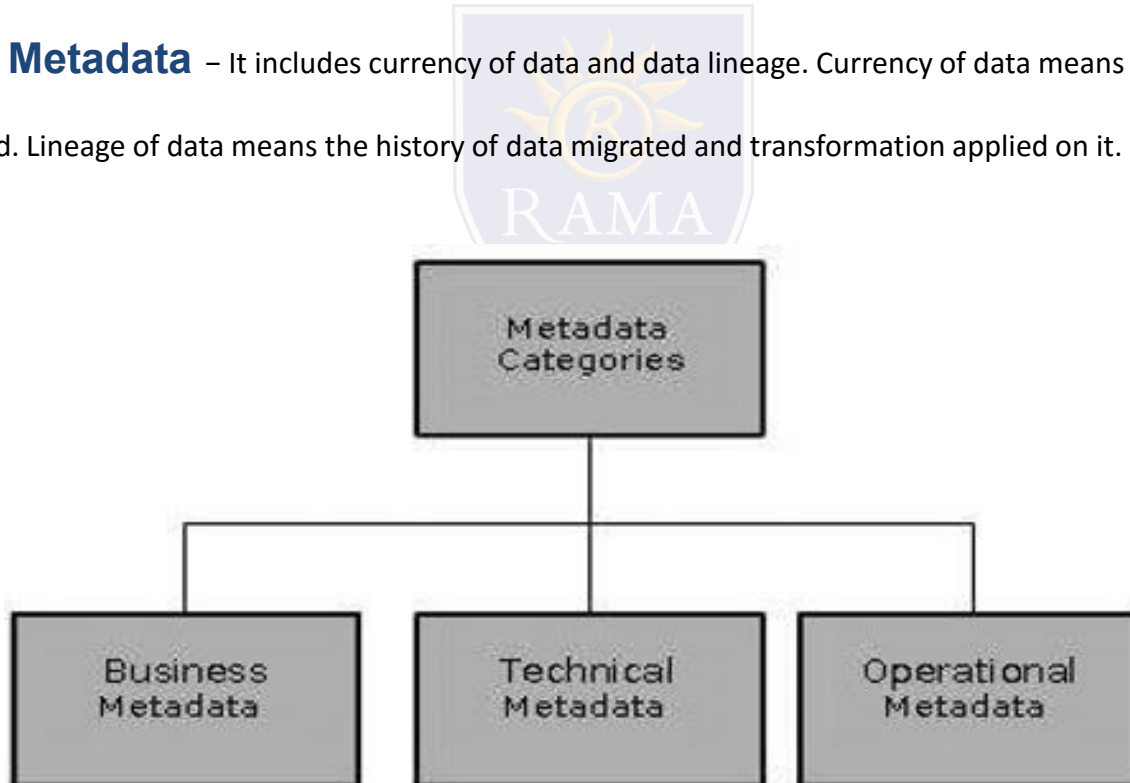 Metadata – It includes currency of data and data lineage. Currency of data means
d. Lineage of data means the history of data migrated and transformation applied on it.
R
RAMA
Metadata
Categories
Business
Metadata
Technical
Metadata
Operational
Metadata